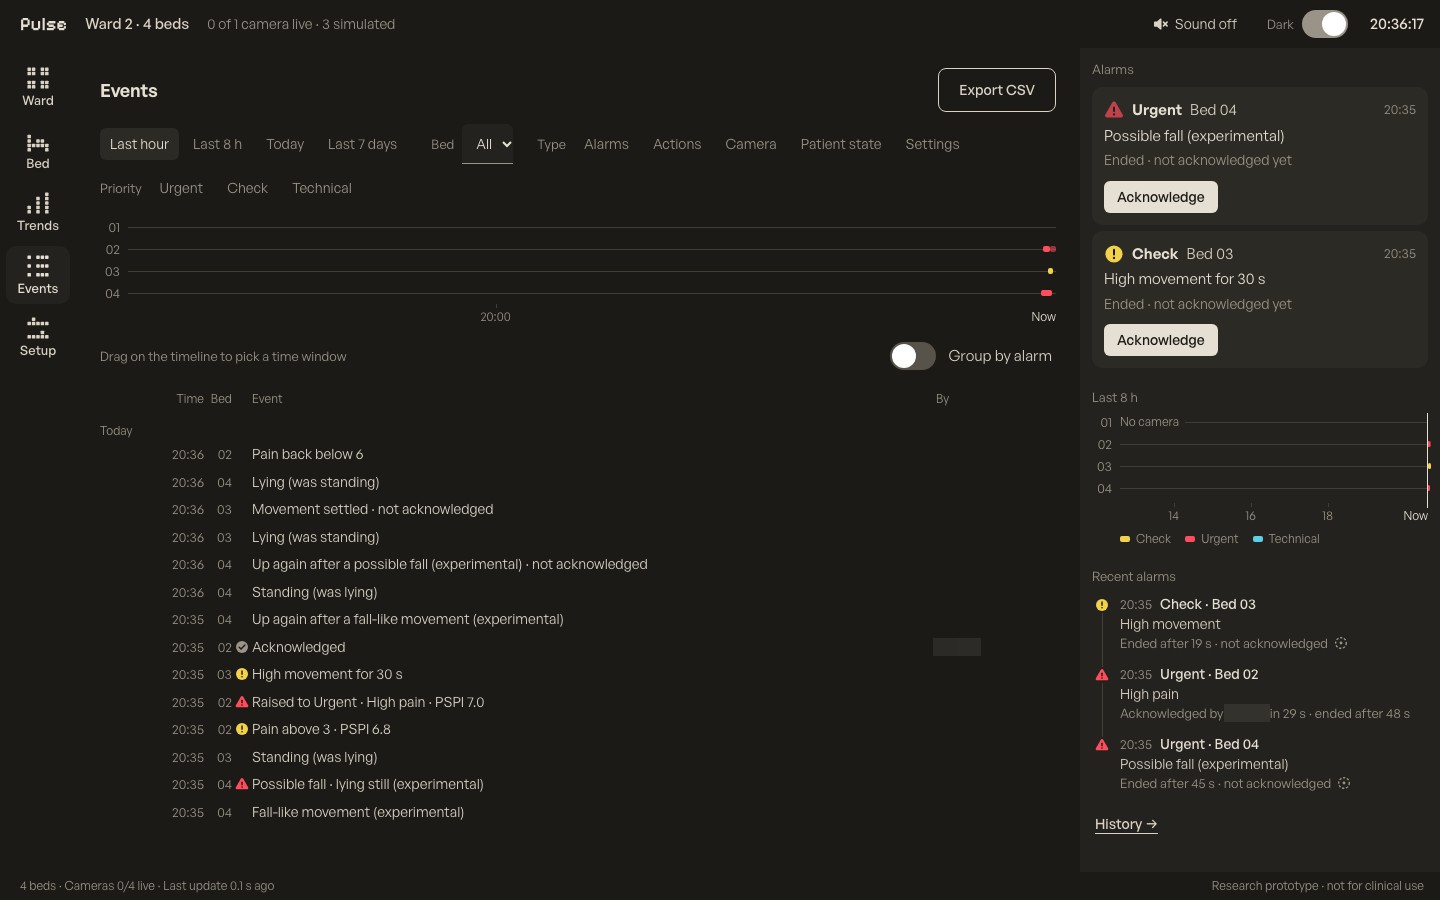 Pulse Ward 2 · 4 beds 0 of 1 camera live · 3 simulated Sound off Dark 20:36:17
Ward
Bed
Trends
Events
Setup
Events Export CSV
Last hour Last 8 h Today Last 7 days Bed All Type Alarms Actions Camera Patient state Settings
Priority Urgent Check Technical
01
02
03
04
20:00 Now
Drag on the timeline to pick a time window Group by alarm
Time Bed Event By
Today
20:36 02 Pain back below 6
20:36 04 Lying (was standing)
20:36 03 Movement settled · not acknowledged
20:36 03 Lying (was standing)
20:36 04 Up again after a possible fall (experimental) · not acknowledged
20:36 04 Standing (was lying)
20:35 04 Up again after a fall-like movement (experimental)
20:35 02 Acknowledged
20:35 03 High movement for 30 s
20:35 02 Raised to Urgent · High pain · PSPI 7.0
20:35 02 Pain above 3 · PSPI 6.8
20:35 03 Standing (was lying)
20:35 04 Possible fall · lying still (experimental)
20:35 04 Fall-like movement (experimental)
Alarms
Urgent Bed 04 20:35
Possible fall (experimental)
Ended · not acknowledged yet
Acknowledge
Check Bed 03 20:35
High movement for 30 s
Ended · not acknowledged yet
Acknowledge
Last 8 h
01 No camera
02
03
04
14 16 18 Now
Check Urgent Technical
Recent alarms
20:35 Check · Bed 03
High movement
Ended after 19 s · not acknowledged
20:35 Urgent · Bed 02
High pain
Acknowledged by in 29 s · ended after 48 s
20:35 Urgent · Bed 04
Possible fall (experimental)
Ended after 45 s · not acknowledged
History →
4 beds · Cameras 0/4 live · Last update 0.1 s ago Research prototype · not for clinical use